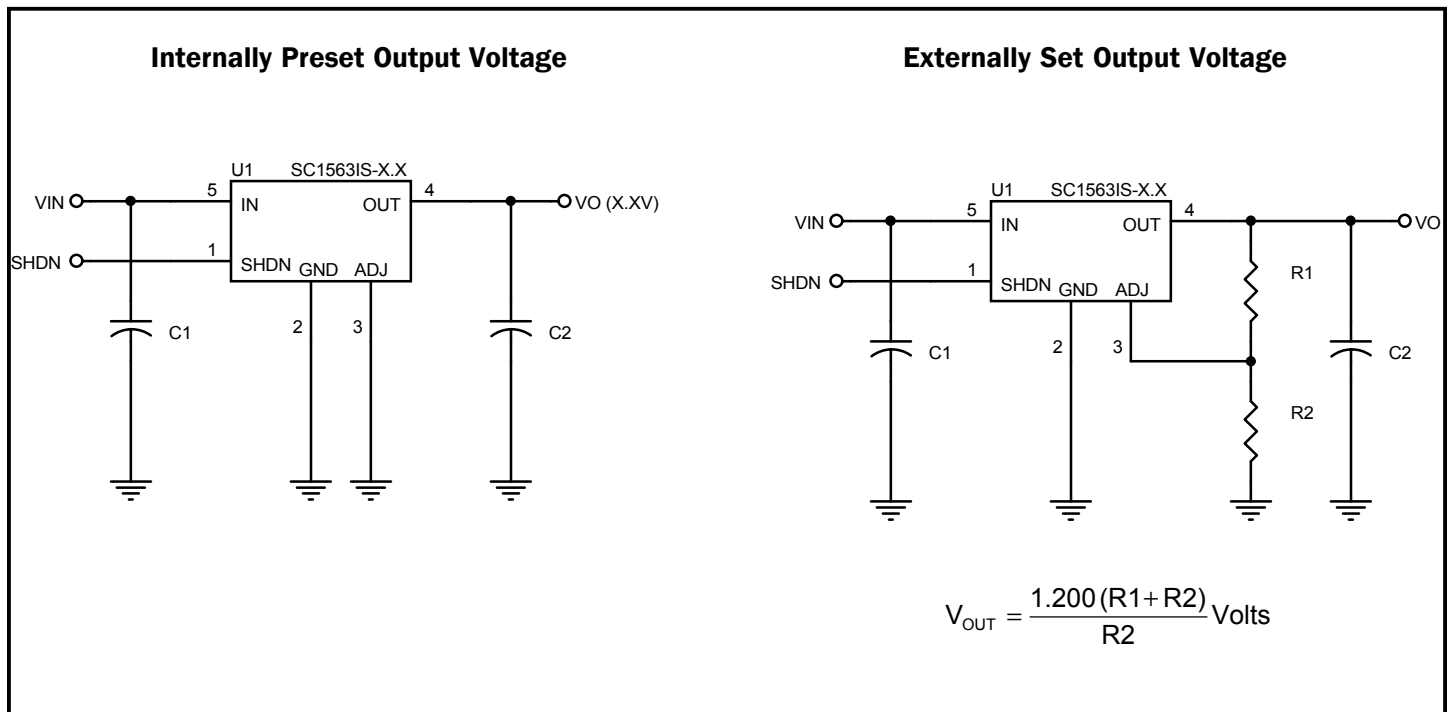 Internally Preset Output Voltage
Externally Set Output Voltage
U1 SC1563IS-X.X
VIN 5 IN OUT 4 VO (X.XV)
SHDN 1 SHDN GND ADJ
C1 2 3 C2
U1 SC1563IS-X.X
VIN 5 IN OUT 4 VO
SHDN 1 SHDN GND ADJ R1
C1 2 3 C2
R2
V_OUT = 1.200 (R1+R2) / R2 Volts